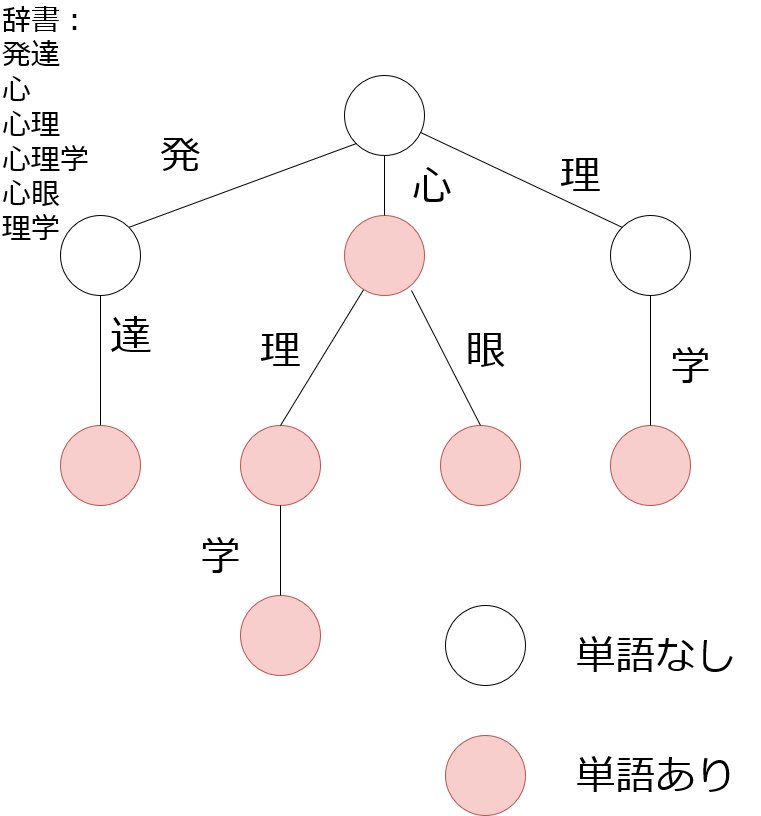 辞書：
発達
心
心理
心理学
心眼
理学
発
心
理
達
理
眼
学
学
単語なし
単語あり